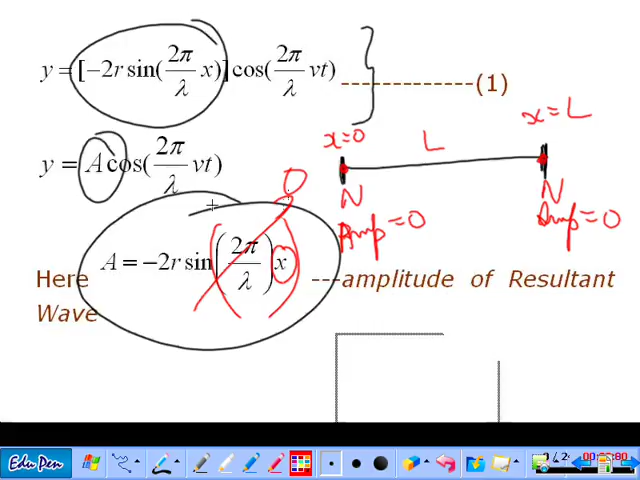 y = [−2r sin(2π/λ x)] cos(2π/λ vt) -------------(1)
x=0 L x=L
y = A cos(2π/λ vt)
N N
Amp=0 Amp=0
0
A = −2r sin(2π/λ)x
Here ---amplitude of Resultant
Wave
Edu Pen